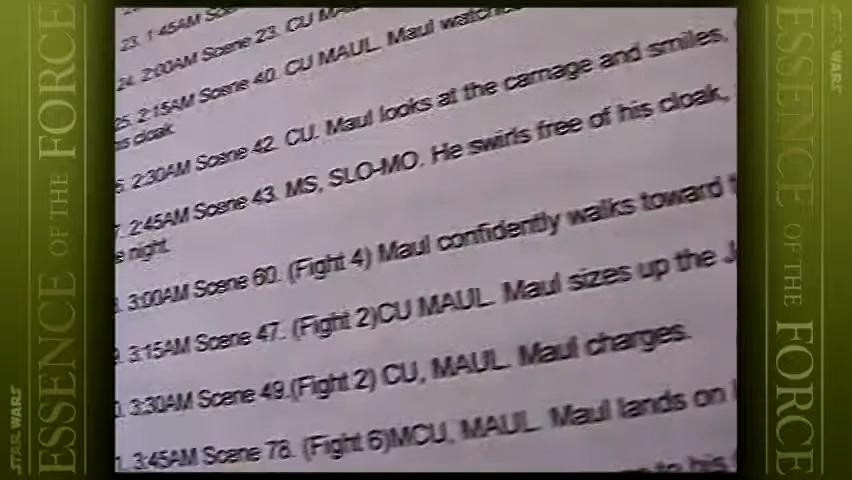 23. 1:45AM Scene
24. 2:00AM Scene 23. CU
25. 2:15AM Scene 40. CU MAUL. Maul watches
his cloak.
2:30AM Scene 42. CU. Maul looks at the carnage and smiles,
2:45AM Scene 43. MS, SLO-MO. He swirls free of his cloak,
night.
3:00AM Scene 60. (Fight 4) Maul confidently walks toward
3:15AM Scene 47. (Fight 2)CU MAUL. Maul sizes up the
3:30AM Scene 49.(Fight 2) CU, MAUL. Maul charges.
3:45AM Scene 78. (Fight 6)MCU, MAUL. Maul lands on
to his
STAR WARS
ESSENCE OF THE FORCE
ESSENCE OF THE FORCE
STAR WARS